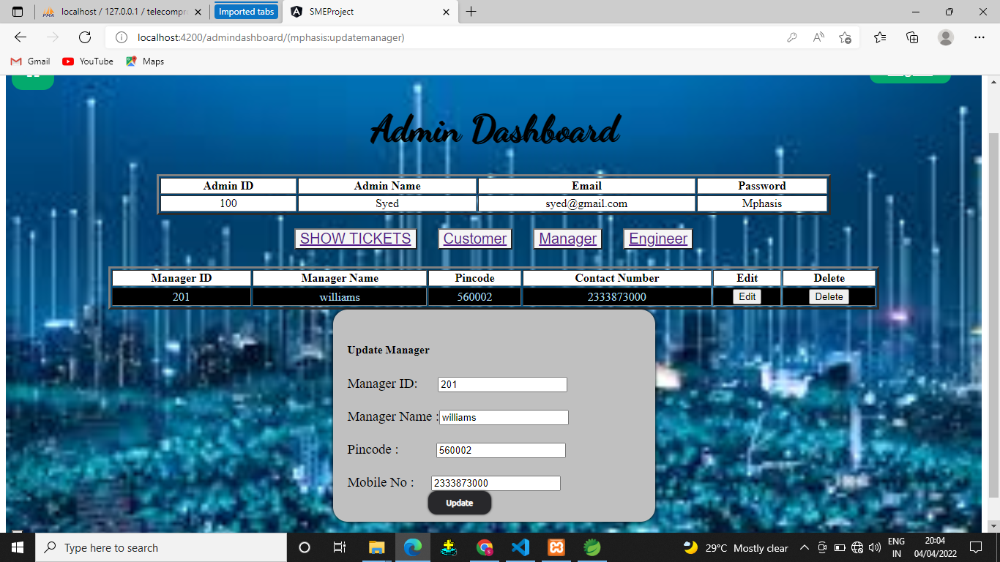 localhost / 127.0.0.1 / telecompro
Imported tabs
SMEProject
localhost:4200/admindashboard/(mphasis:updatemanager)
Gmail YouTube Maps
Admin Dashboard
Admin ID Admin Name Email Password
100 Syed syed@gmail.com Mphasis
SHOW TICKETS Customer Manager Engineer
Manager ID Manager Name Pincode Contact Number Edit Delete
201 williams 560002 2333873000 Edit Delete
Update Manager
Manager ID: 201
Manager Name : williams
Pincode : 560002
Mobile No : 2333873000
Update
Type here to search
29°C Mostly clear
ENG
IN
20:04
04/04/2022